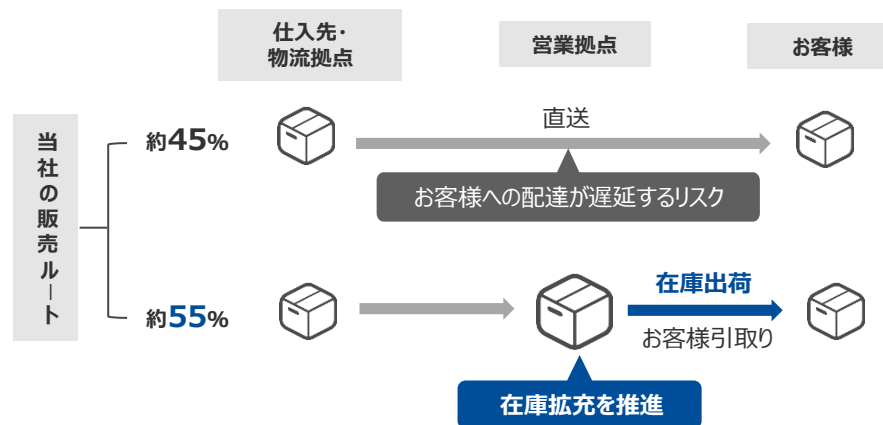 仕入先・
物流拠点
営業拠点
お客様
当社の販売ルート
約45%
直送
お客様への配達が遅延するリスク
約55%
在庫出荷
お客様引取り
在庫拡充を推進